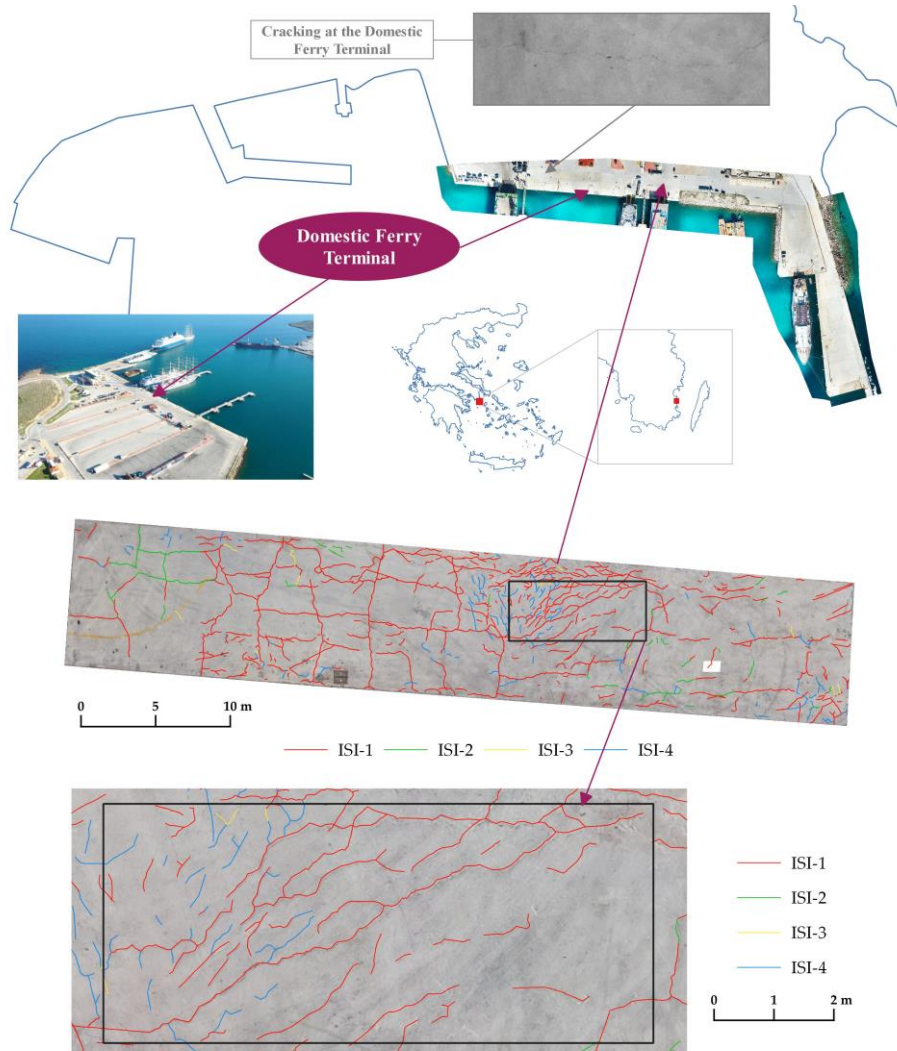 Cracking at the Domestic
Ferry Terminal
Domestic Ferry
Terminal
0 5 10 m
ISI-1 ISI-2 ISI-3 ISI-4
ISI-1
ISI-2
ISI-3
ISI-4
0 1 2 m